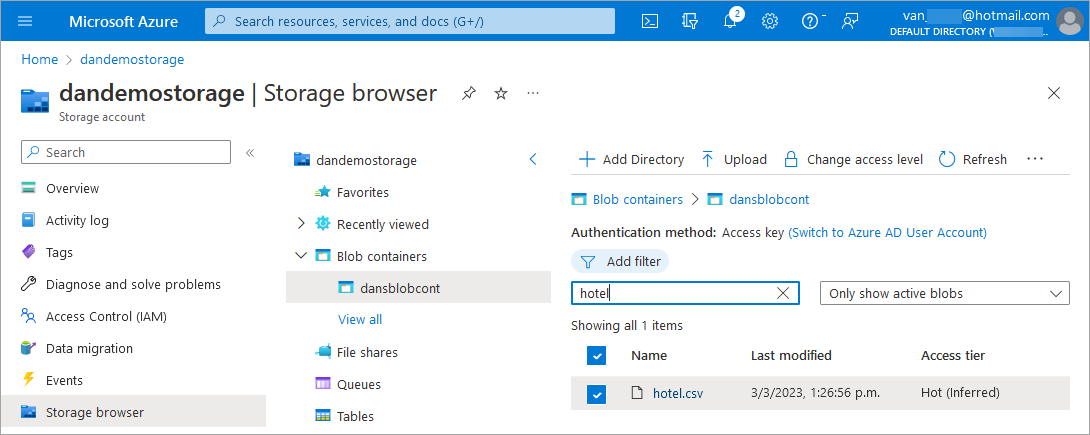 Microsoft Azure
Search resources, services, and docs (G+/)
2
van_ @hotmail.com
DEFAULT DIRECTORY (
Home > dandemostorage
dandemostorage | Storage browser
Storage account
Search
Overview
Activity log
Tags
Diagnose and solve problems
Access Control (IAM)
Data migration
Events
Storage browser
dandemostorage
Favorites
Recently viewed
Blob containers
dansblobcont
View all
File shares
Queues
Tables
Add Directory Upload Change access level Refresh
Blob containers > dansblobcont
Authentication method: Access key (Switch to Azure AD User Account)
Add filter
hotel Only show active blobs
Showing all 1 items
Name Last modified Access tier
hotel.csv 3/3/2023, 1:26:56 p.m. Hot (Inferred)